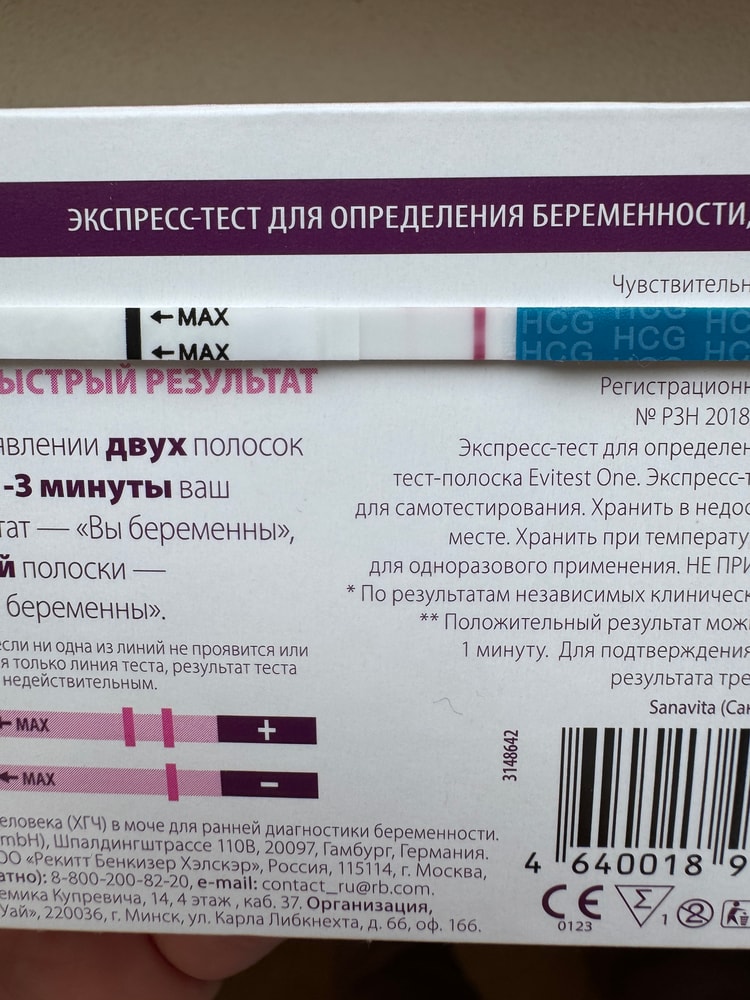 ЭКСПРЕСС-ТЕСТ ДЛЯ ОПРЕДЕЛЕНИЯ БЕРЕМЕННОСТИ,
Чувствительн
←MAX
←MAX
HCG HCG HC
HCG HCG HC
ЫСТРЫЙ РЕЗУЛЬТАТ
явлении двух полосок
-3 минуты ваш
тат — «Вы беременны»,
й полоски —
беременны».
если ни одна из линий не проявится или
я только линия теста, результат теста
недействительным.
← MAX +
← MAX −
Регистрационн
№ РЗН 2018
Экспресс-тест для определен
тест-полоска Evitest One. Экспресс-т
для самотестирования. Хранить в недос
месте. Хранить при температу
для одноразового применения. НЕ ПРИ
* По результатам независимых клиническ
** Положительный результат мож
1 минуту. Для подтверждения
результата тре
Sanavita (Сан
3148642
4 640018 9
CE
0123
Σ 1
2
еловека (ХГЧ) в моче для ранней диагностики беременности.
mbH), Шпалдингштрассе 110В, 20097, Гамбург, Германия.
ОО «Рекитт Бенкизер Хэлскэр», Россия, 115114, г. Москва,
атно): 8-800-200-82-20, e-mail: contact_ru@rb.com.
емика Купревича, 14, 4 этаж, каб. 37. Организация,
Уай», 220036, г. Минск, ул. Карла Либкнехта, д. 66, оф. 166.